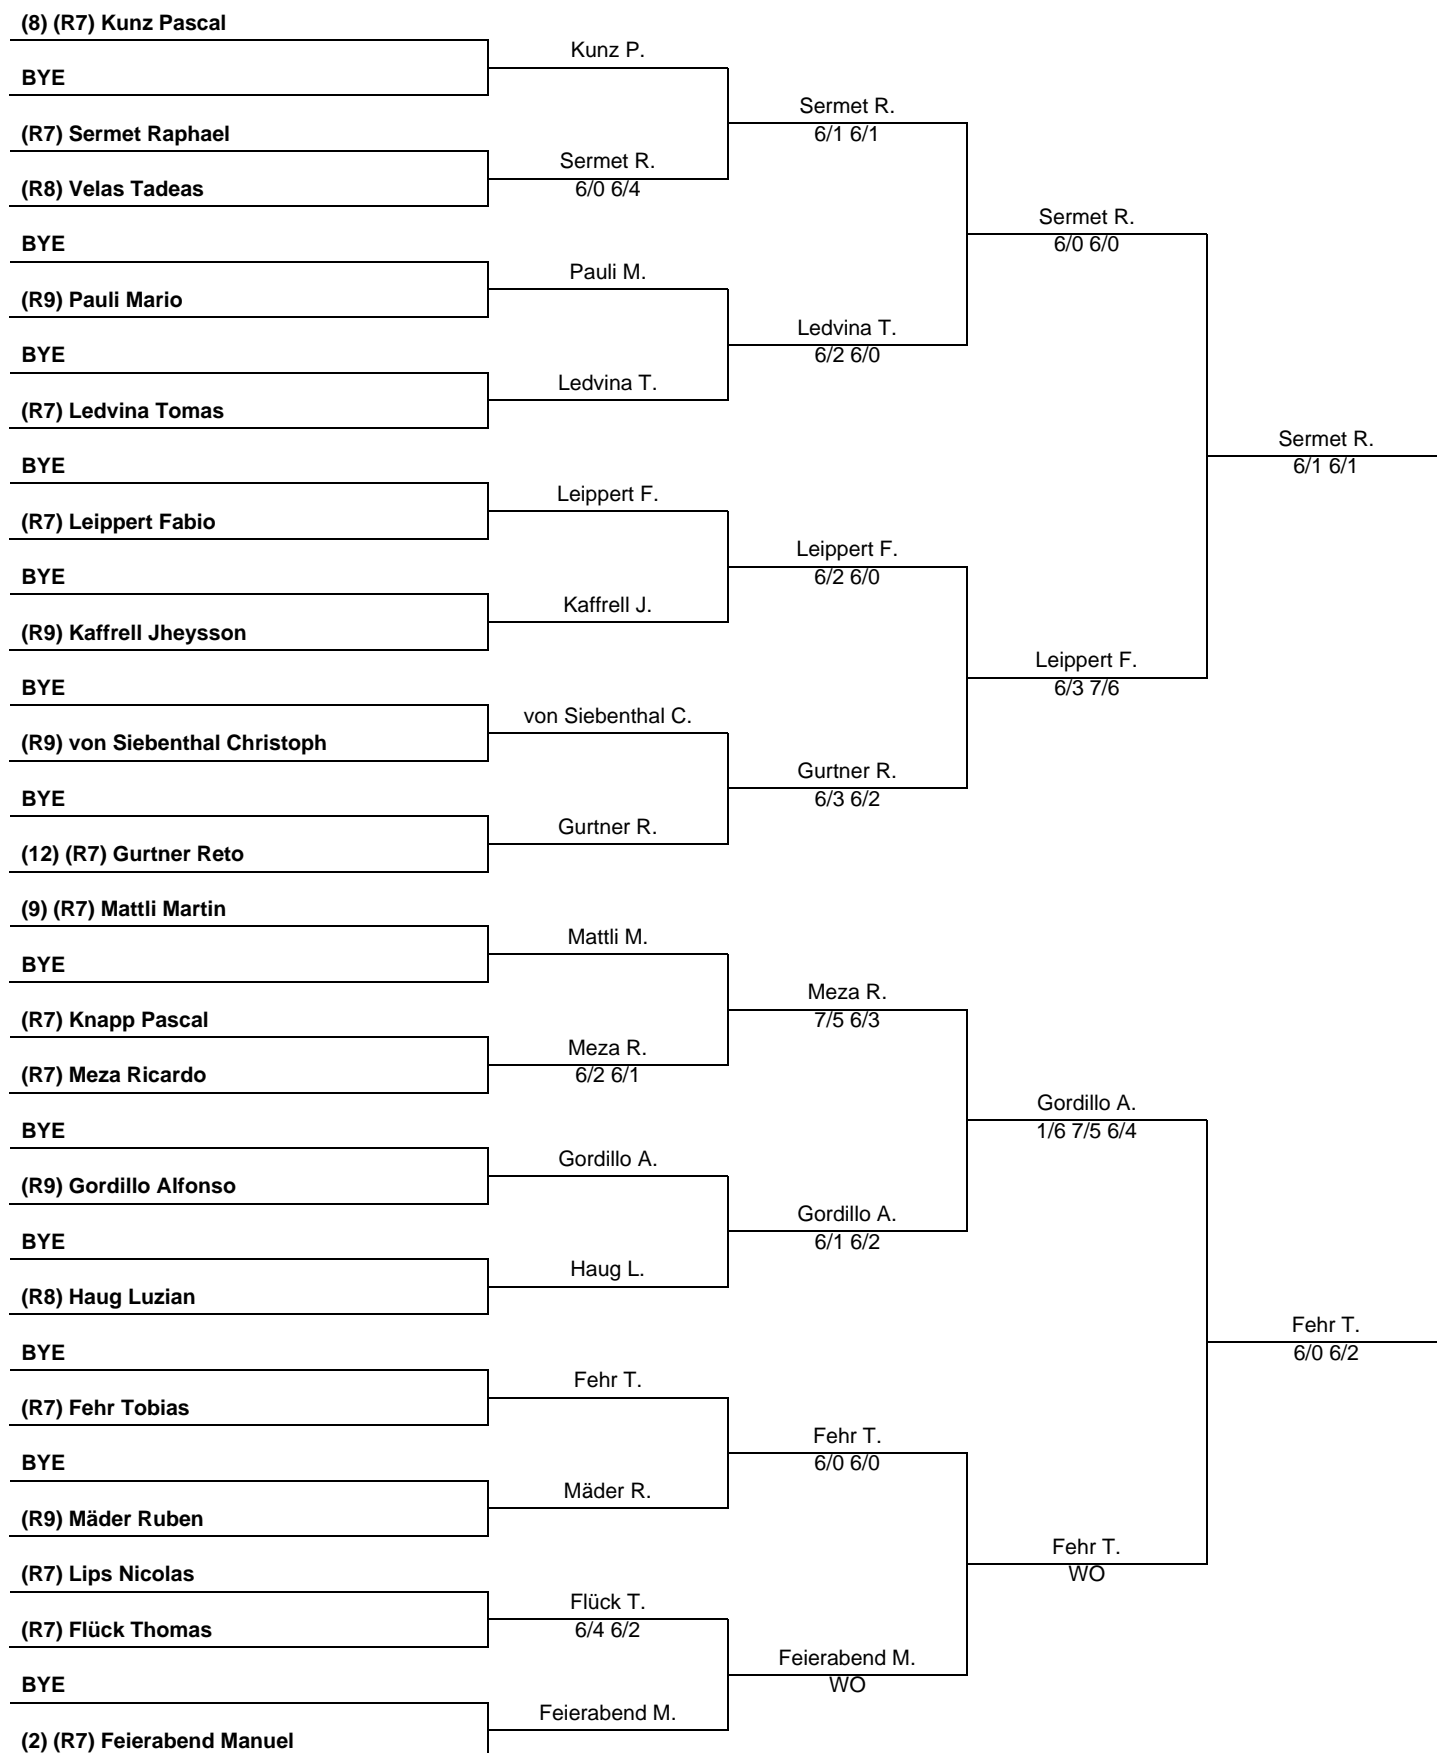 (8) (R7) Kunz Pascal
BYE
(R7) Sermet Raphael
(R8) Velas Tadeas
BYE
(R9) Pauli Mario
BYE
(R7) Ledvina Tomas
BYE
(R7) Leippert Fabio
BYE
(R9) Kaffrell Jheysson
BYE
(R9) von Siebenthal Christoph
BYE
(12) (R7) Gurtner Reto
(9) (R7) Mattli Martin
BYE
(R7) Knapp Pascal
(R7) Meza Ricardo
BYE
(R9) Gordillo Alfonso
BYE
(R8) Haug Luzian
BYE
(R7) Fehr Tobias
BYE
(R9) Mäder Ruben
(R7) Lips Nicolas
(R7) Flück Thomas
BYE
(2) (R7) Feierabend Manuel
Kunz P.
Sermet R.
6/0 6/4
Pauli M.
Ledvina T.
Leippert F.
Kaffrell J.
von Siebenthal C.
Gurtner R.
Mattli M.
Meza R.
6/2 6/1
Gordillo A.
Haug L.
Fehr T.
Mäder R.
Flück T.
6/4 6/2
Feierabend M.
Sermet R.
6/1 6/1
Ledvina T.
6/2 6/0
Leippert F.
6/2 6/0
Gurtner R.
6/3 6/2
Meza R.
7/5 6/3
Gordillo A.
6/1 6/2
Fehr T.
6/0 6/0
Feierabend M.
WO
Sermet R.
6/0 6/0
Leippert F.
6/3 7/6
Gordillo A.
1/6 7/5 6/4
Fehr T.
WO
Sermet R.
6/1 6/1
Fehr T.
6/0 6/2